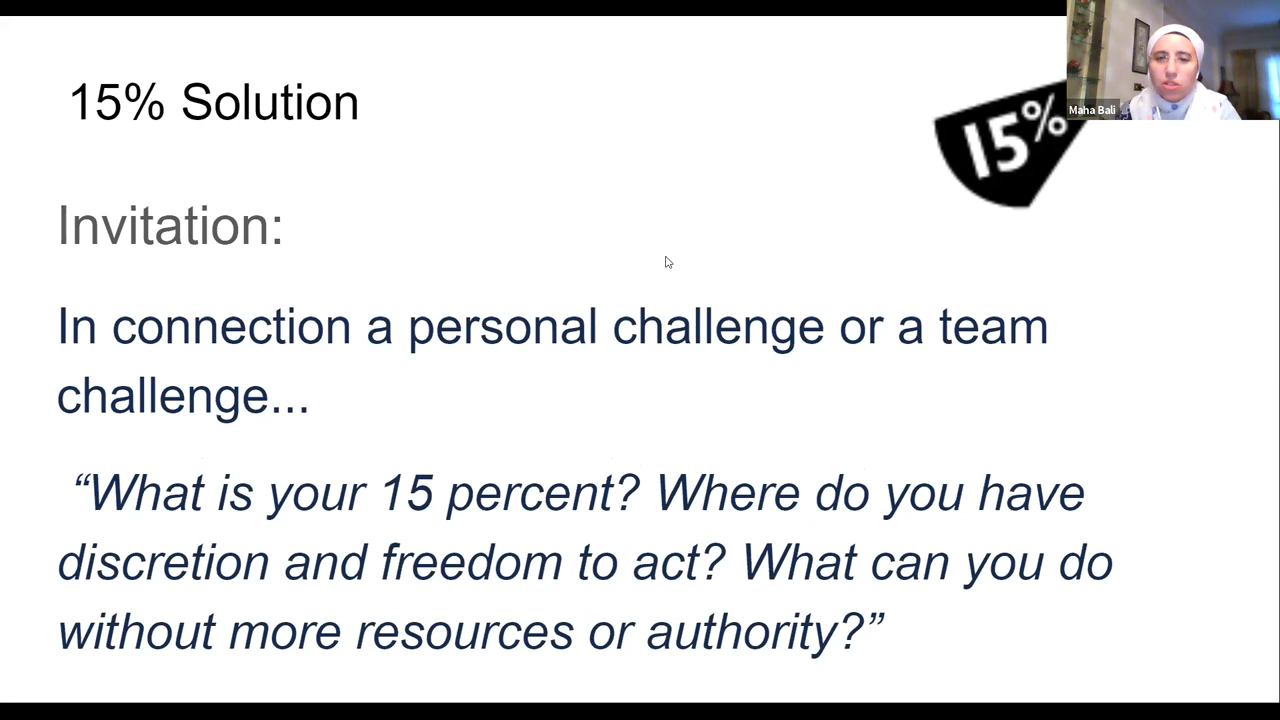 15% Solution
15%
Maha Bali
Invitation:
In connection a personal challenge or a team
challenge...
“What is your 15 percent? Where do you have
discretion and freedom to act? What can you do
without more resources or authority?”